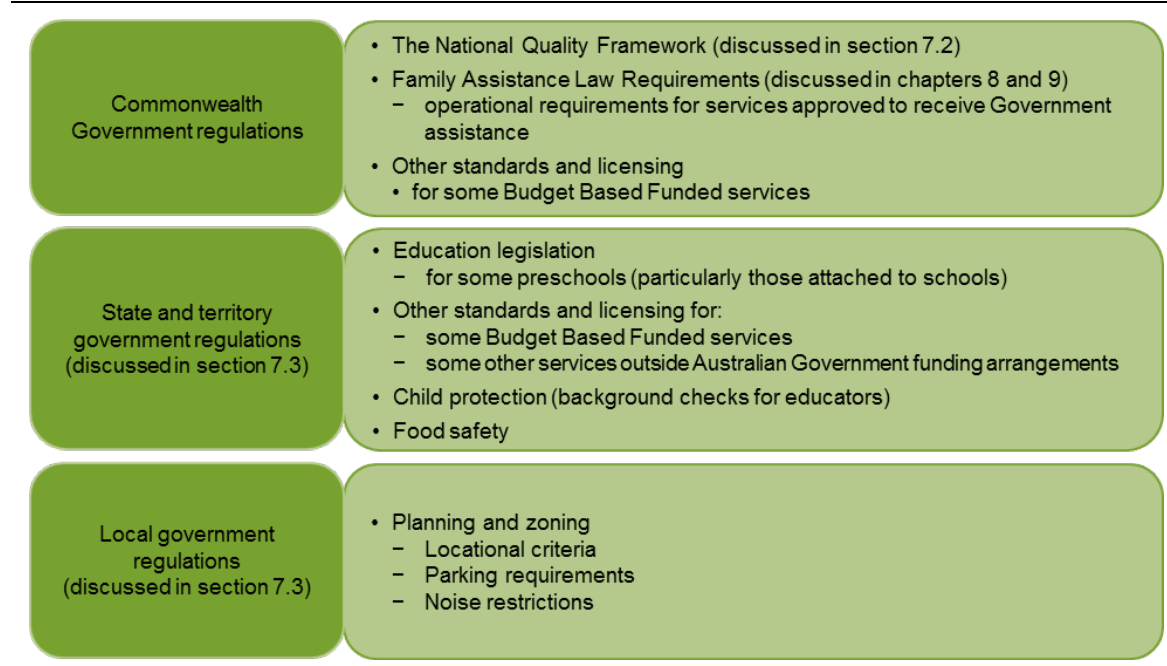 Commonwealth
Government regulations
• The National Quality Framework (discussed in section 7.2)
• Family Assistance Law Requirements (discussed in chapters 8 and 9)
− operational requirements for services approved to receive Government
assistance
• Other standards and licensing
• for some Budget Based Funded services
State and territory
government regulations
(discussed in section 7.3)
• Education legislation
− for some preschools (particularly those attached to schools)
• Other standards and licensing for:
− some Budget Based Funded services
− some other services outside Australian Government funding arrangements
• Child protection (background checks for educators)
• Food safety
Local government
regulations
(discussed in section 7.3)
• Planning and zoning
− Locational criteria
− Parking requirements
− Noise restrictions